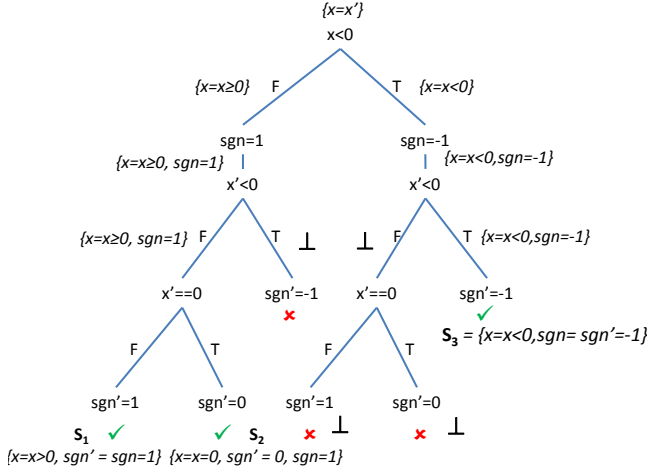 {x=x'}
x<0
{x=x≥0} F T {x=x<0}
sgn=1 sgn=-1
{x=x≥0, sgn=1} {x=x<0,sgn=-1}
x'<0 x'<0
{x=x≥0, sgn=1} F T ⊥ ⊥ F T {x=x<0,sgn=-1}
x'==0 sgn'=-1 x'==0 sgn'=-1
✘ ✓
S₃ = {x=x<0,sgn= sgn'=-1}
F T F T
sgn'=1 sgn'=0 sgn'=1 sgn'=0
S₁ ✓ ✓ S₂ ✘ ⊥ ✘ ⊥
{x=x>0, sgn' = sgn=1} {x=x=0, sgn' = 0, sgn=1}